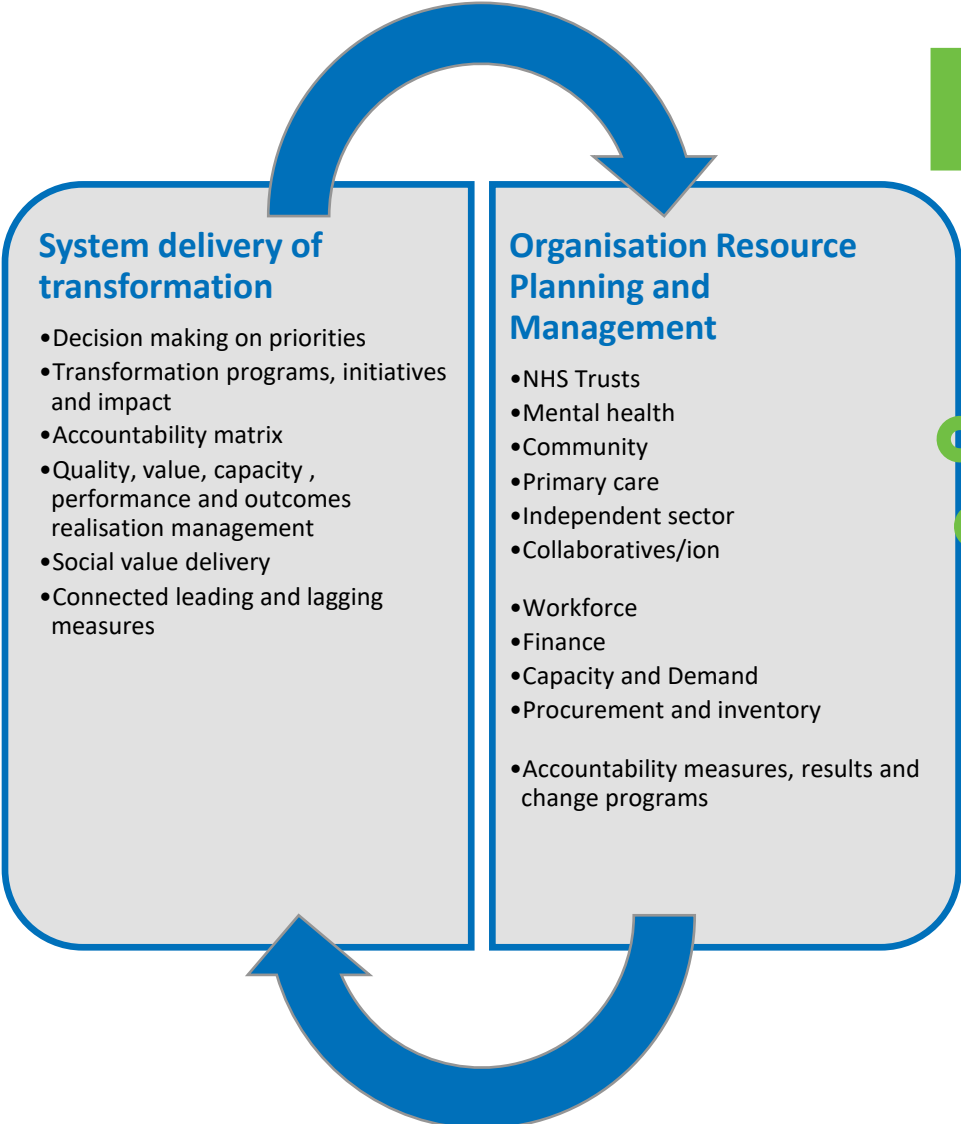 System delivery of
transformation
•Decision making on priorities
•Transformation programs, initiatives
and impact
•Accountability matrix
•Quality, value, capacity ,
performance and outcomes
realisation management
•Social value delivery
•Connected leading and lagging
measures
Organisation Resource
Planning and
Management
•NHS Trusts
•Mental health
•Community
•Primary care
•Independent sector
•Collaboratives/ion
•Workforce
•Finance
•Capacity and Demand
•Procurement and inventory
•Accountability measures, results and
change programs